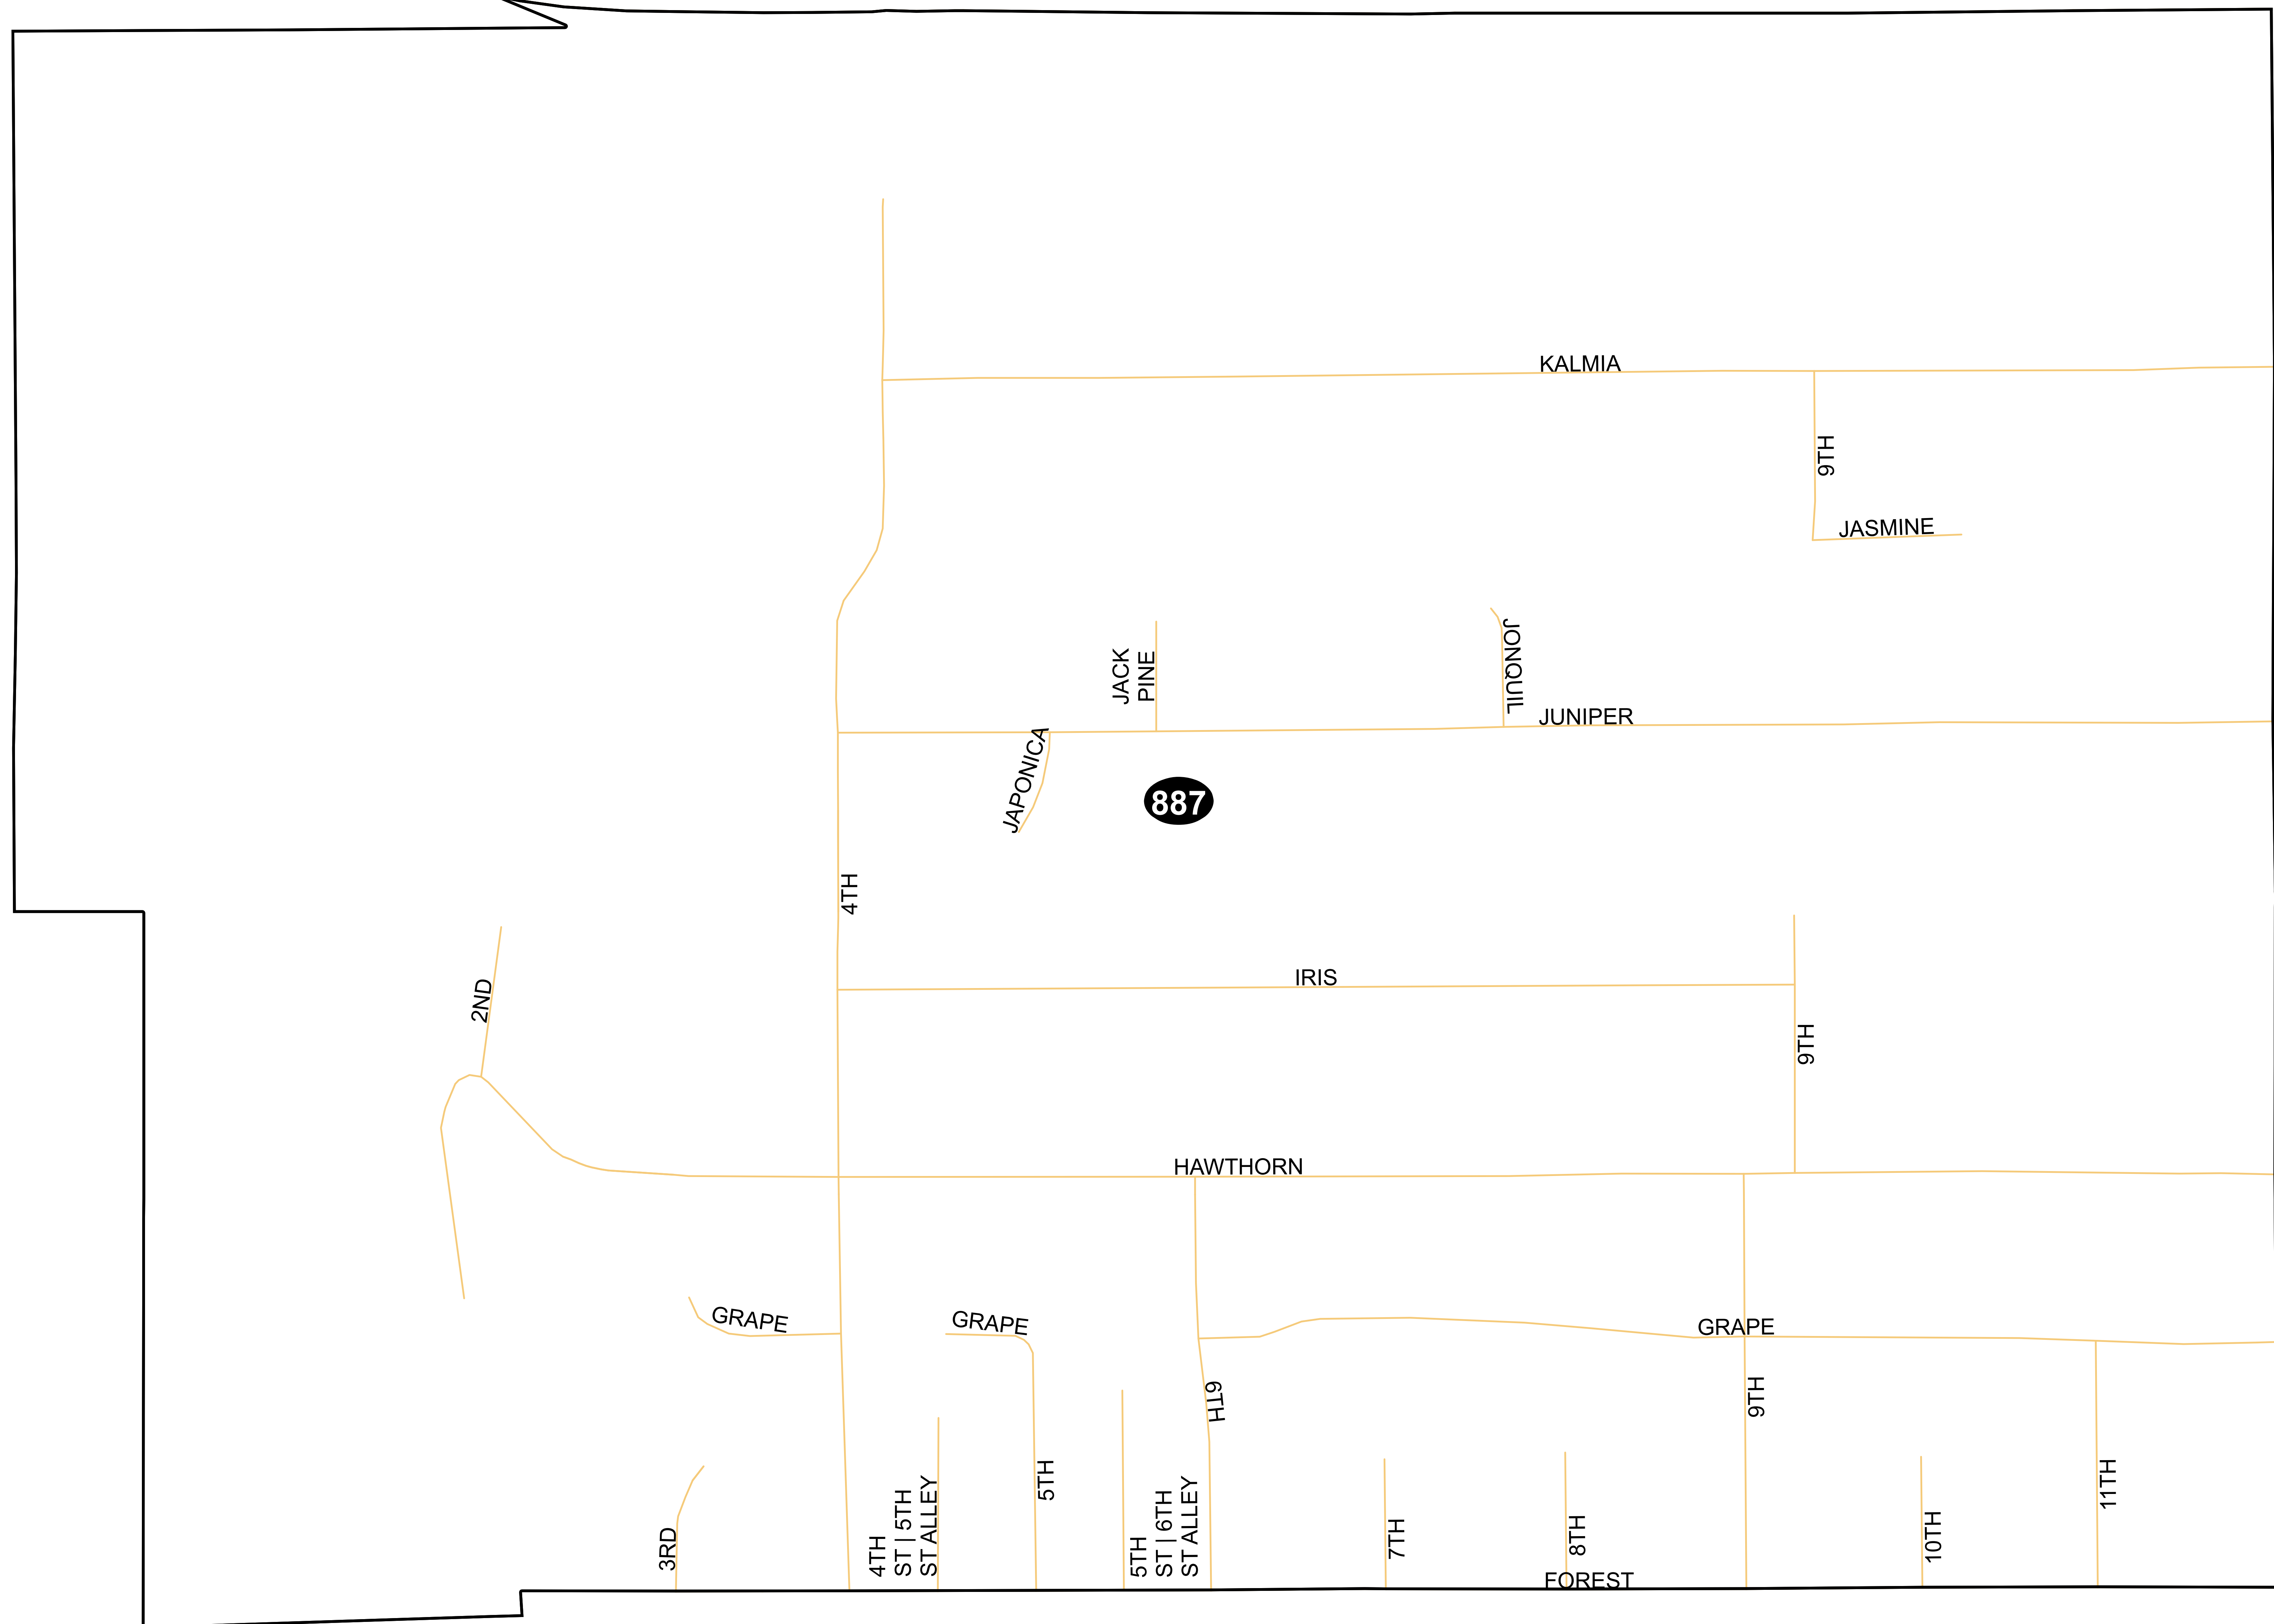 KALMIA
9TH
JASMINE
JACK
PINE
JONQUIL
JUNIPER
JAPONICA
887
4TH
IRIS
2ND
9TH
HAWTHORN
GRAPE
GRAPE
GRAPE
6TH
9TH
5TH
11TH
3RD
4TH
ST | 5TH
ST ALLEY
5TH
ST | 6TH
ST ALLEY
7TH
8TH
10TH
FOREST